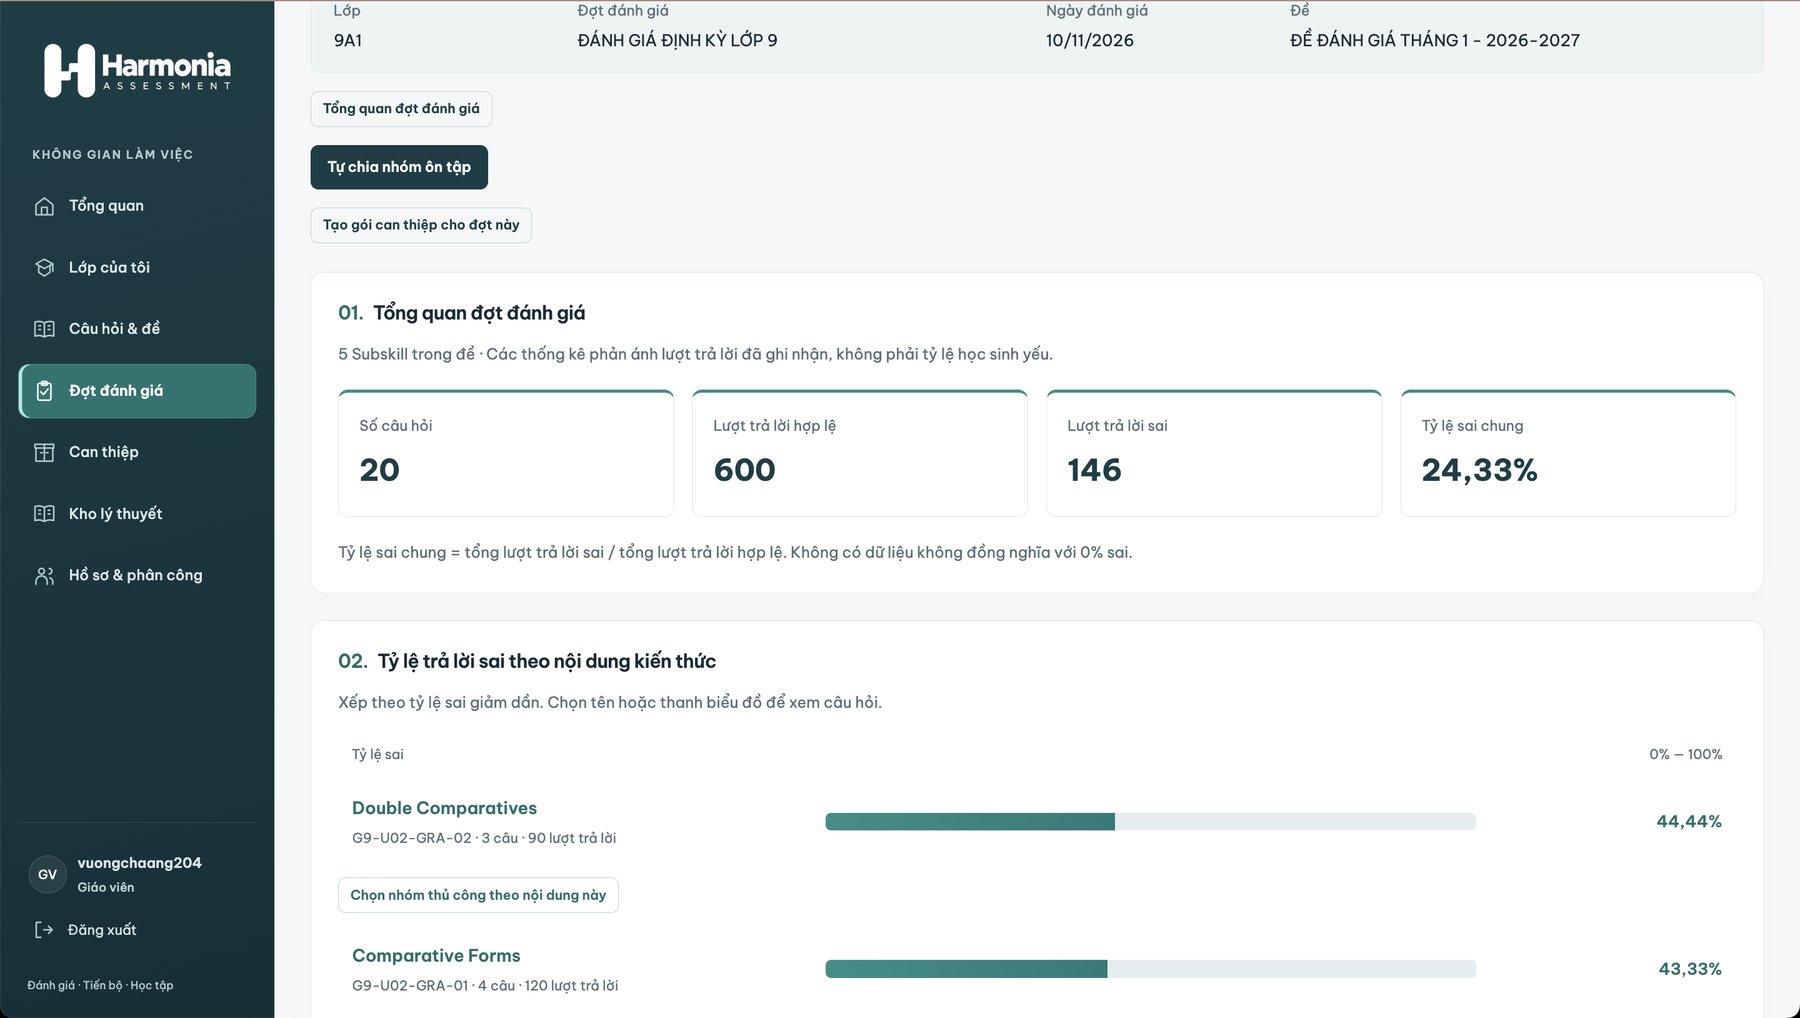 Harmonia
ASSESSMENT
KHÔNG GIAN LÀM VIỆC
Tổng quan
Lớp của tôi
Câu hỏi & đề
Đợt đánh giá
Can thiệp
Kho lý thuyết
Hồ sơ & phân công
GV
vuongchaang204
Giáo viên
Đăng xuất
Đánh giá · Tiến bộ · Học tập
Lớp
Đợt đánh giá
Ngày đánh giá
Đề
9A1
ĐÁNH GIÁ ĐỊNH KỲ LỚP 9
10/11/2026
ĐỀ ĐÁNH GIÁ THÁNG 1 - 2026-2027
Tổng quan đợt đánh giá
Tự chia nhóm ôn tập
Tạo gói can thiệp cho đợt này
01. Tổng quan đợt đánh giá
5 Subskill trong đề · Các thống kê phản ánh lượt trả lời đã ghi nhận, không phải tỷ lệ học sinh yếu.
Số câu hỏi
20
Lượt trả lời hợp lệ
600
Lượt trả lời sai
146
Tỷ lệ sai chung
24,33%
Tỷ lệ sai chung = tổng lượt trả lời sai / tổng lượt trả lời hợp lệ. Không có dữ liệu không đồng nghĩa với 0% sai.
02. Tỷ lệ trả lời sai theo nội dung kiến thức
Xếp theo tỷ lệ sai giảm dần. Chọn tên hoặc thanh biểu đồ để xem câu hỏi.
Tỷ lệ sai
0% — 100%
Double Comparatives
G9-U02-GRA-02 · 3 câu · 90 lượt trả lời
44,44%
Chọn nhóm thủ công theo nội dung này
Comparative Forms
G9-U02-GRA-01 · 4 câu · 120 lượt trả lời
43,33%